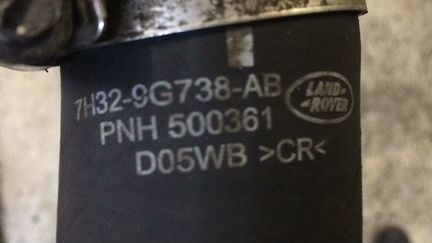 7H32-9G738-AB
LAND-
-ROVER
PNH 500361
D05WB >CR<